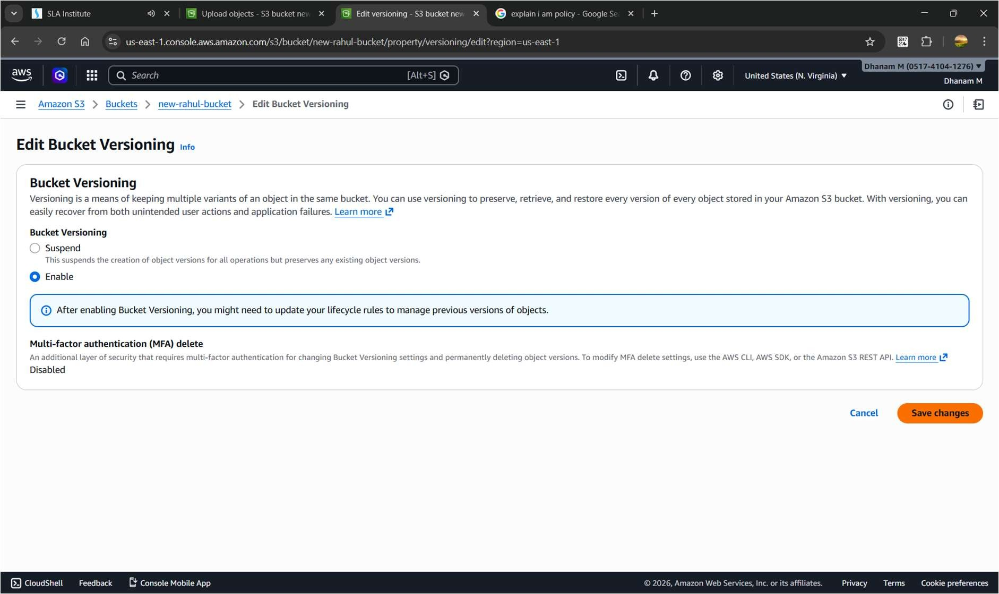 SLA Institute
Upload objects - S3 bucket new
Edit versioning - S3 bucket new
explain i am policy - Google Se
us-east-1.console.aws.amazon.com/s3/bucket/new-rahul-bucket/property/versioning/edit?region=us-east-1
aws
Search
[Alt+S]
United States (N. Virginia)
Dhanam M (0517-4104-1276)
Dhanam M
Amazon S3
Buckets
new-rahul-bucket
Edit Bucket Versioning
Edit Bucket Versioning Info
Bucket Versioning
Versioning is a means of keeping multiple variants of an object in the same bucket. You can use versioning to preserve, retrieve, and restore every version of every object stored in your Amazon S3 bucket. With versioning, you can
easily recover from both unintended user actions and application failures. Learn more
Bucket Versioning
Suspend
This suspends the creation of object versions for all operations but preserves any existing object versions.
Enable
After enabling Bucket Versioning, you might need to update your lifecycle rules to manage previous versions of objects.
Multi-factor authentication (MFA) delete
An additional layer of security that requires multi-factor authentication for changing Bucket Versioning settings and permanently deleting object versions. To modify MFA delete settings, use the AWS CLI, AWS SDK, or the Amazon S3 REST API. Learn more
Disabled
Cancel
Save changes
CloudShell
Feedback
Console Mobile App
© 2026, Amazon Web Services, Inc. or its affiliates.
Privacy
Terms
Cookie preferences